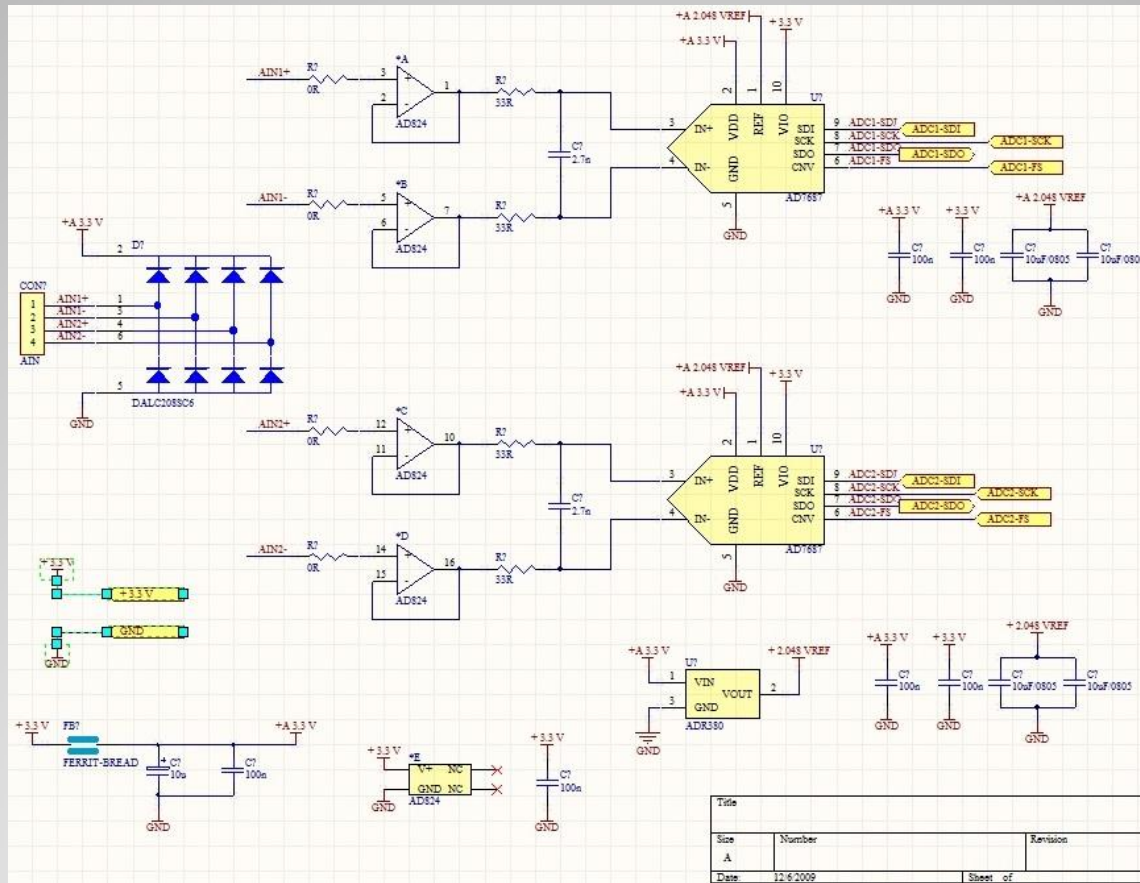 +A 2.048 VREF
+A 3.3 V
+3.3 V
AIN1+
R?
0R
3
2
*A
1
AD824
R?
33R
C?
2.7n
AIN1-
R?
0R
5
6
*B
7
AD824
R?
33R
2
1
10
U?
3
IN+
4
IN-
VDD
REF
VIO
GND
SDI
SCK
SDO
CNV
9
8
7
6
5
GND
AD7687
ADC1-SDI
ADC1-SCK
ADC1-SDO
ADC1-FS
ADC1-SDI
ADC1-SCK
ADC1-SDO
ADC1-FS
+A 3.3 V
C?
100n
GND
+3.3 V
C?
100n
GND
+A 2.048 VREF
C?
10uF/0805
C?
GND
+A 3.3 V
2
D?
CON?
1
2
3
4
AIN
AIN1+
AIN1-
AIN2+
AIN2-
1
3
4
6
5
GND
DALC208SC6
+A 2.048 VREF
+A 3.3 V
+3.3 V
AIN2+
R?
0R
12
11
*C
10
AD824
R?
33R
C?
2.7n
AIN2-
R?
0R
14
15
*D
16
AD824
R?
33R
2
1
10
U?
3
IN+
4
IN-
VDD
REF
VIO
GND
SDI
SCK
SDO
CNV
9
8
7
6
5
GND
AD7687
ADC2-SDI
ADC2-SCK
ADC2-SDO
ADC2-FS
ADC2-SDI
ADC2-SCK
ADC2-SDO
ADC2-FS
+3.3 V
+3.3 V
GND
GND
+A 3.3 V
U?
1
VIN
3
GND
VOUT
2
+ 2.048 VREF
ADR380
GND
+A 3.3 V
C?
100n
GND
+3.3 V
C?
100n
GND
+ 2.048 VREF
C?
10uF/0805
C?
10uF/0805
GND
+3.3 V
FB?
FERRIT-BREAD
+A 3.3 V
+
C?
10u
C?
100n
GND
+3.3 V
*E
V+
NC
GND
NC
AD824
GND
+3.3 V
C?
100n
GND
Title
Size
A
Number
Revision
Date:
12/6/2009
Sheet of